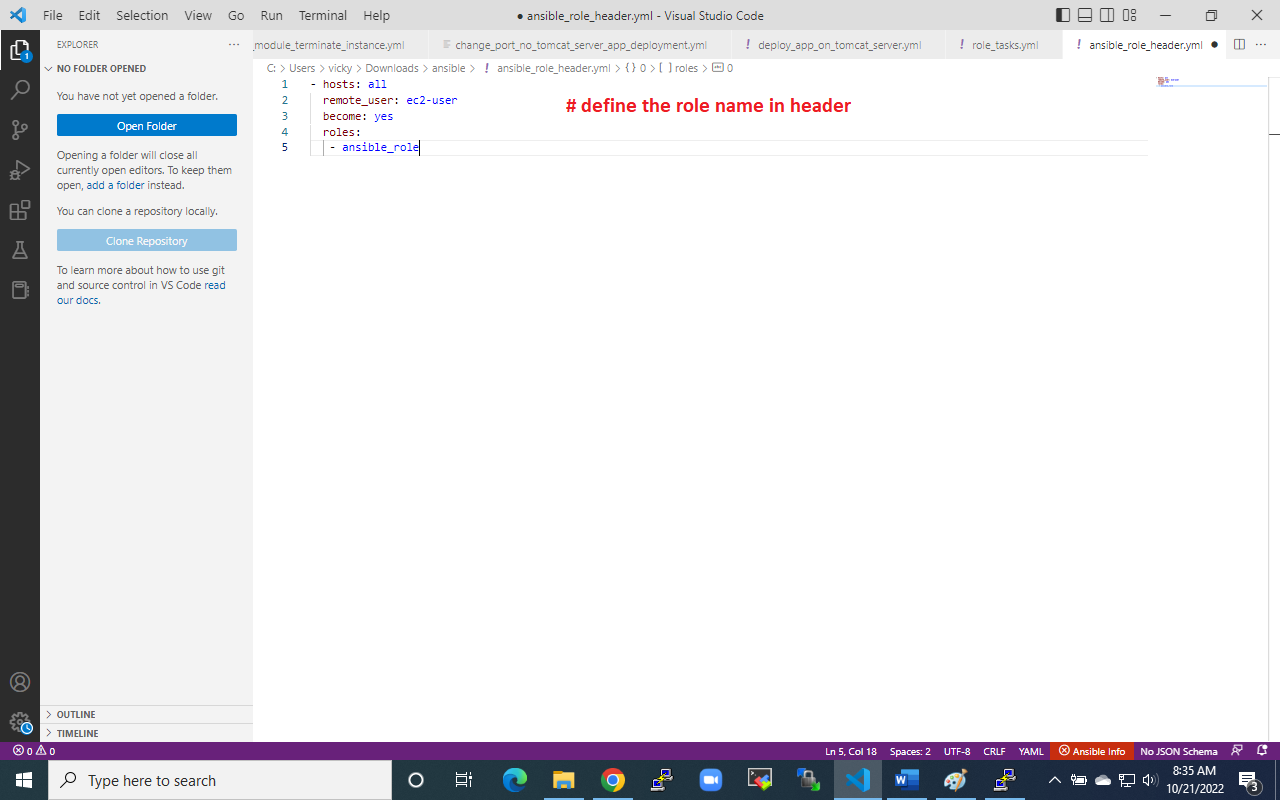 File Edit Selection View Go Run Terminal Help ● ansible_role_header.yml - Visual Studio Code
EXPLORER ···
_module_terminate_instance.yml change_port_no_tomcat_server_app_deployment.yml ! deploy_app_on_tomcat_server.yml ! role_tasks.yml ! ansible_role_header.yml ●
1
NO FOLDER OPENED
C: > Users > vicky > Downloads > ansible > ! ansible_role_header.yml > { } 0 > [ ] roles > abc 0
You have not yet opened a folder.
Open Folder
Opening a folder will close all
currently open editors. To keep them
open, add a folder instead.
You can clone a repository locally.
Clone Repository
To learn more about how to use git
and source control in VS Code read
our docs.
1 - hosts: all
2 remote_user: ec2-user
3 become: yes
4 roles:
5 - ansible_role
# define the role name in header
OUTLINE
TIMELINE
0 0 Ln 5, Col 18 Spaces: 2 UTF-8 CRLF YAML Ansible Info No JSON Schema
Type here to search
W
8:35 AM
10/21/2022
3